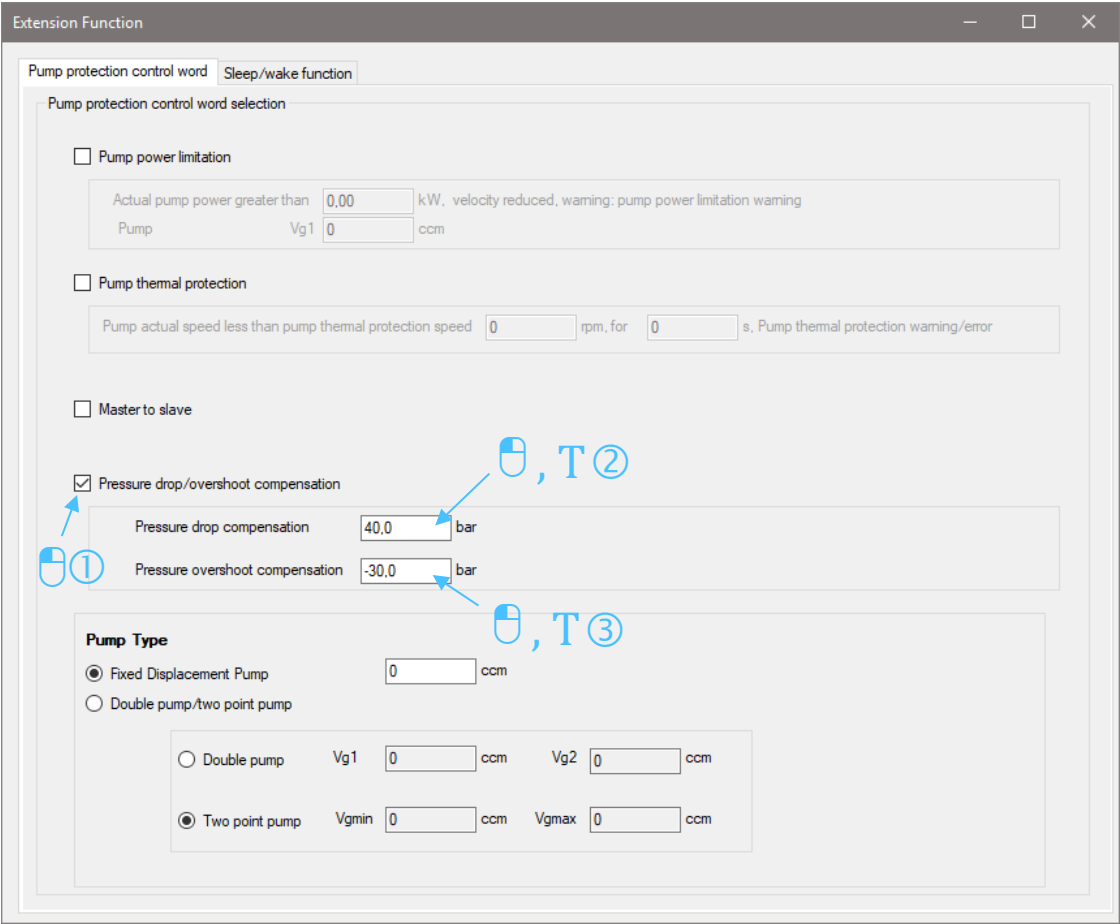 Extension Function
Pump protection control word Sleep/wake function
Pump protection control word selection
Pump power limitation
Actual pump power greater than 0,00 kW, velocity reduced, warning: pump power limitation warning
Pump Vg1 0 ccm
Pump thermal protection
Pump actual speed less than pump thermal protection speed 0 rpm, for 0 s, Pump thermal protection warning/error
Master to slave
, T ②
Pressure drop/overshoot compensation
Pressure drop compensation 40,0 bar
①
Pressure overshoot compensation -30,0 bar
, T ③
Pump Type
Fixed Displacement Pump 0 ccm
Double pump/two point pump
Double pump Vg1 0 ccm Vg2 0 ccm
Two point pump Vgmin 0 ccm Vgmax 0 ccm